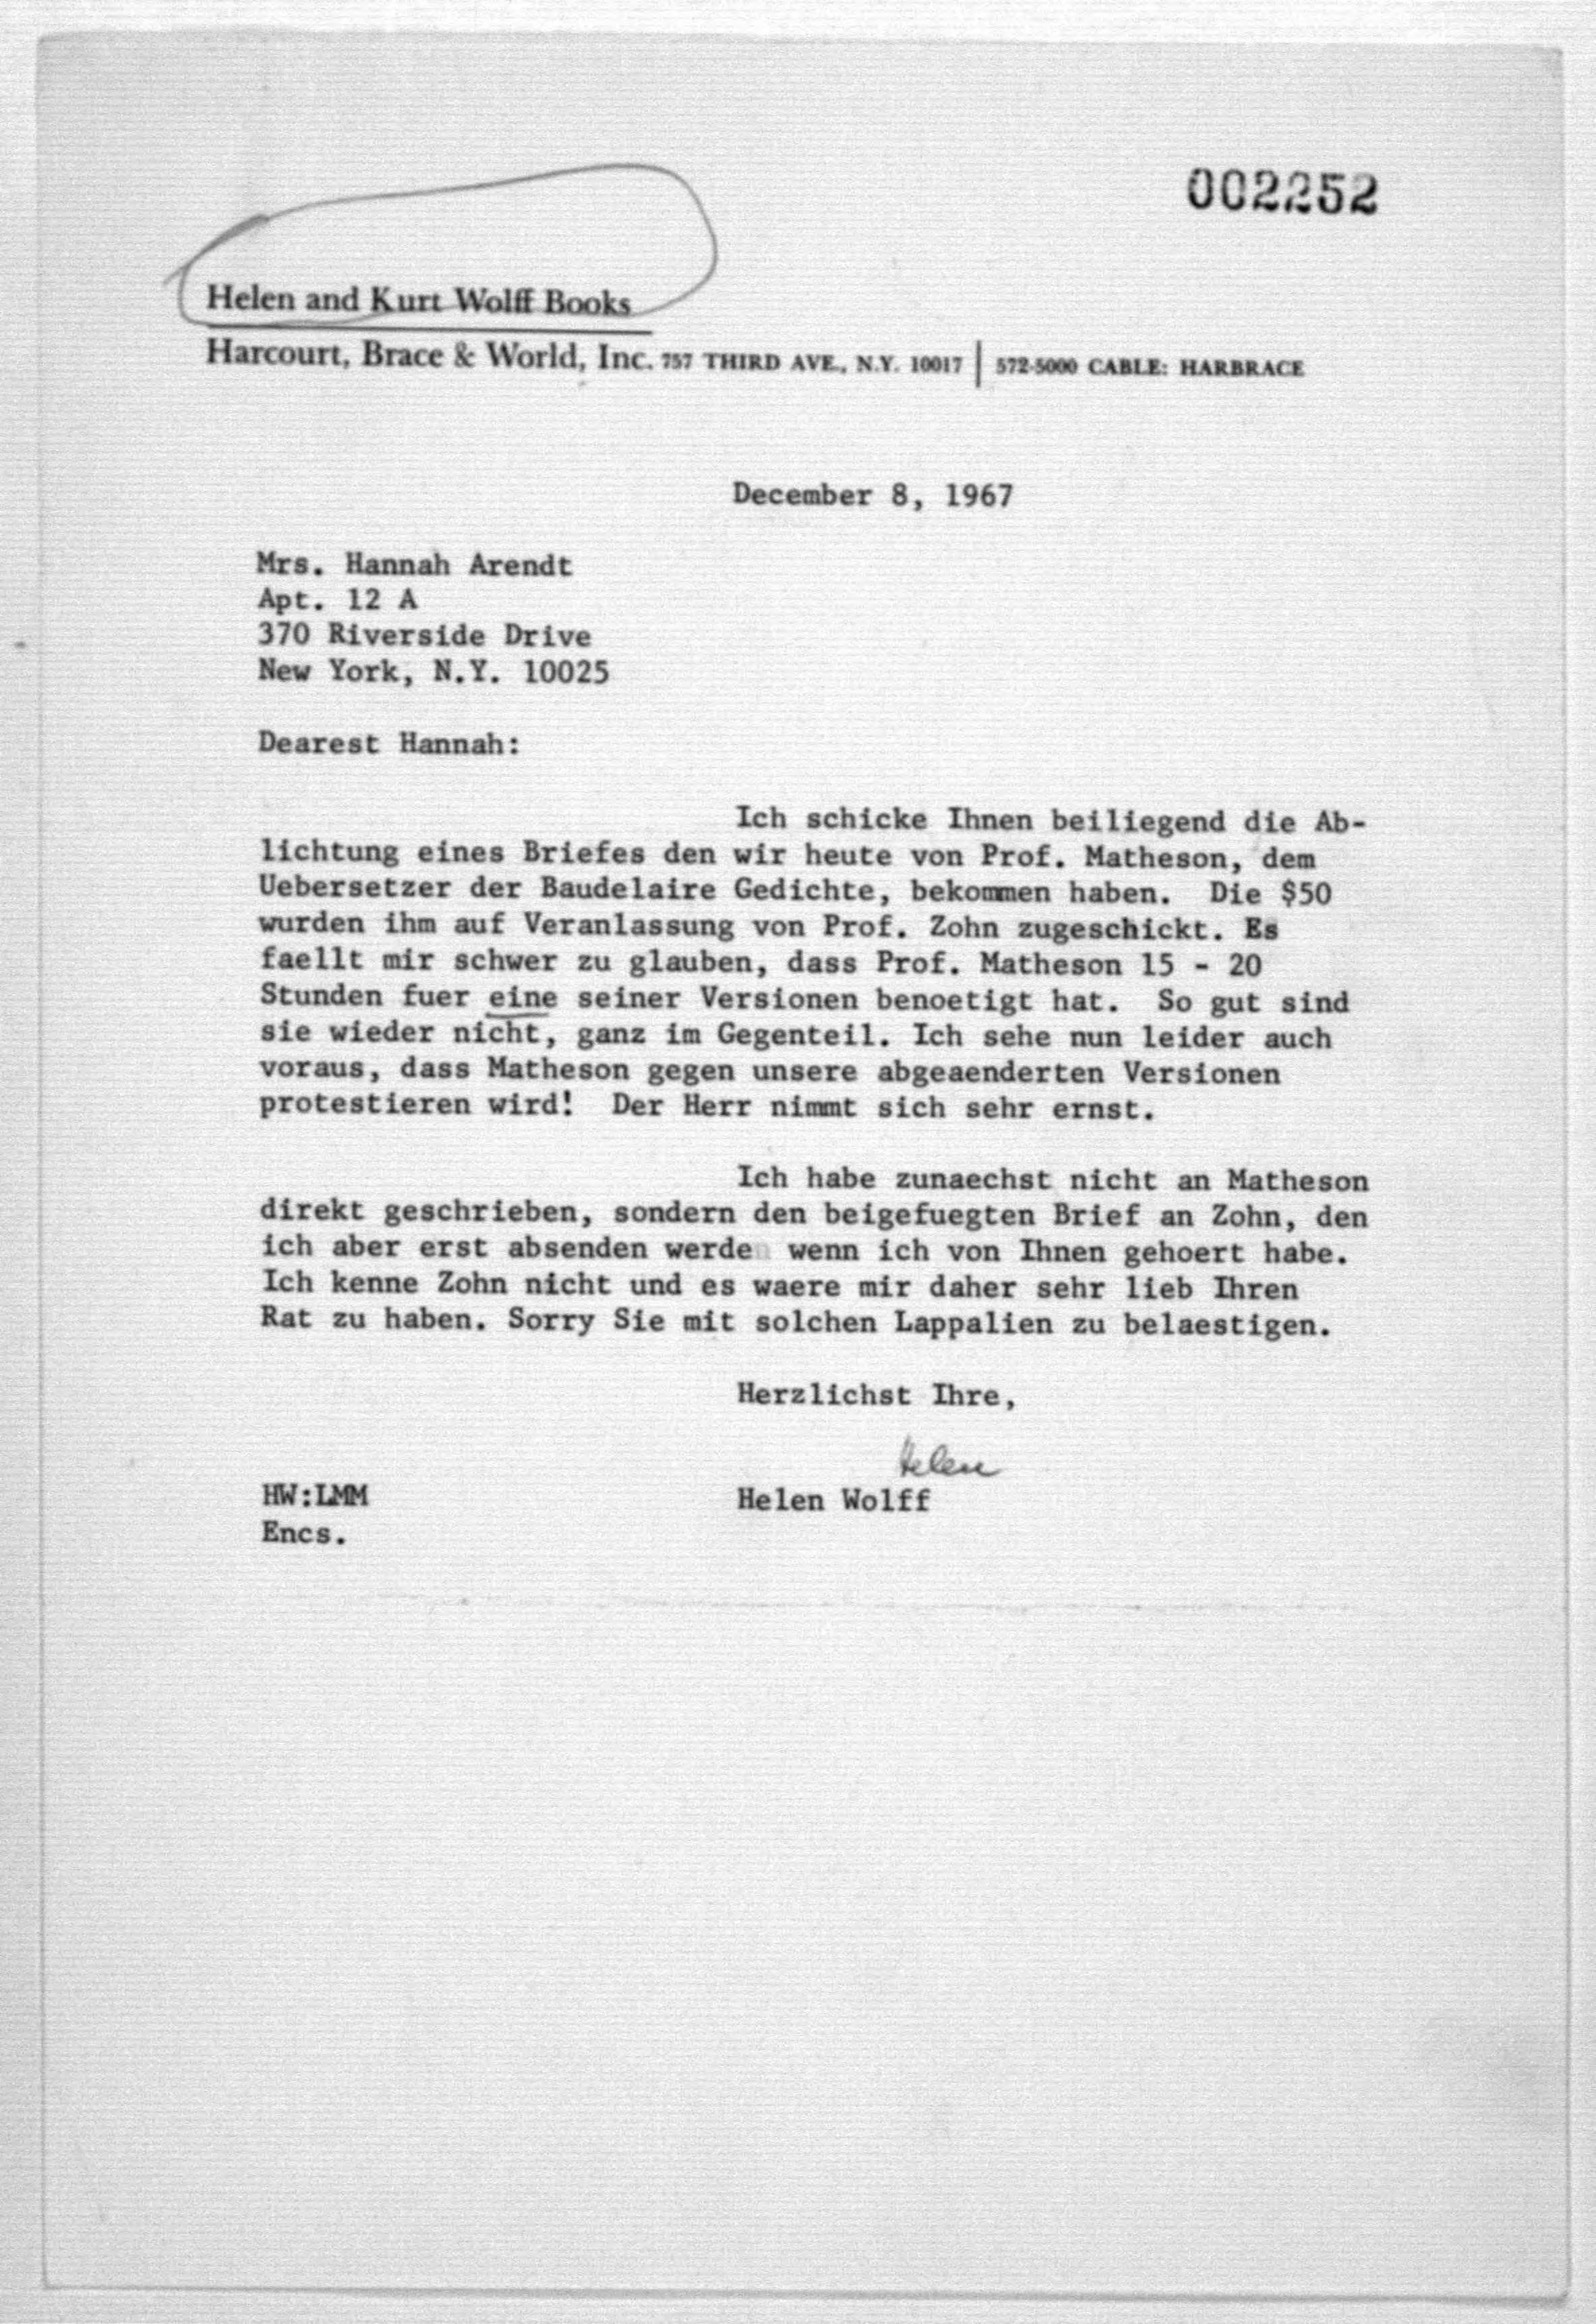 002252
Helen and Kurt Wolff Books
Harcourt, Brace & World, Inc. 757 THIRD AVE., N.Y. 10017 | 572-5000 CABLE: HARBRACE
December 8, 1967
Mrs. Hannah Arendt
Apt. 12 A
370 Riverside Drive
New York, N.Y. 10025
Dearest Hannah:
Ich schicke Ihnen beiliegend die Ab-
lichtung eines Briefes den wir heute von Prof. Matheson, dem
Uebersetzer der Baudelaire Gedichte, bekommen haben. Die $50
wurden ihm auf Veranlassung von Prof. Zohn zugeschickt. Es
faellt mir schwer zu glauben, dass Prof. Matheson 15 - 20
Stunden fuer eine seiner Versionen benoetigt hat. So gut sind
sie wieder nicht, ganz im Gegenteil. Ich sehe nun leider auch
voraus, dass Matheson gegen unsere abgeaenderten Versionen
protestieren wird! Der Herr nimmt sich sehr ernst.
Ich habe zunaechst nicht an Matheson
direkt geschrieben, sondern den beigefuegten Brief an Zohn, den
ich aber erst absenden werde wenn ich von Ihnen gehoert habe.
Ich kenne Zohn nicht und es waere mir daher sehr lieb Ihren
Rat zu haben. Sorry Sie mit solchen Lappalien zu belaestigen.
Herzlichst Ihre,
Helen
HW:LMM Helen Wolff
Encs.